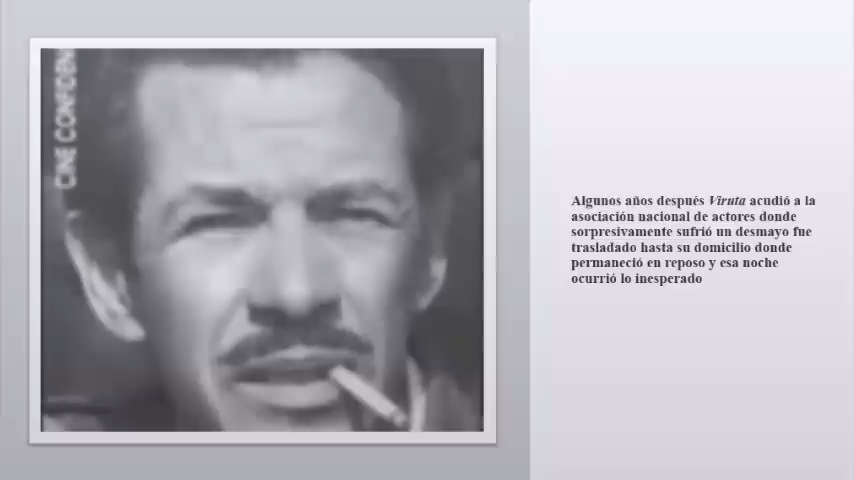 CINE CONFIDEN
Algunos años después Viruta acudió a la
asociación nacional de actores donde
sorpresivamente sufrió un desmayo fue
trasladado hasta su domicilio donde
permaneció en reposo y esa noche
ocurrió lo inesperado